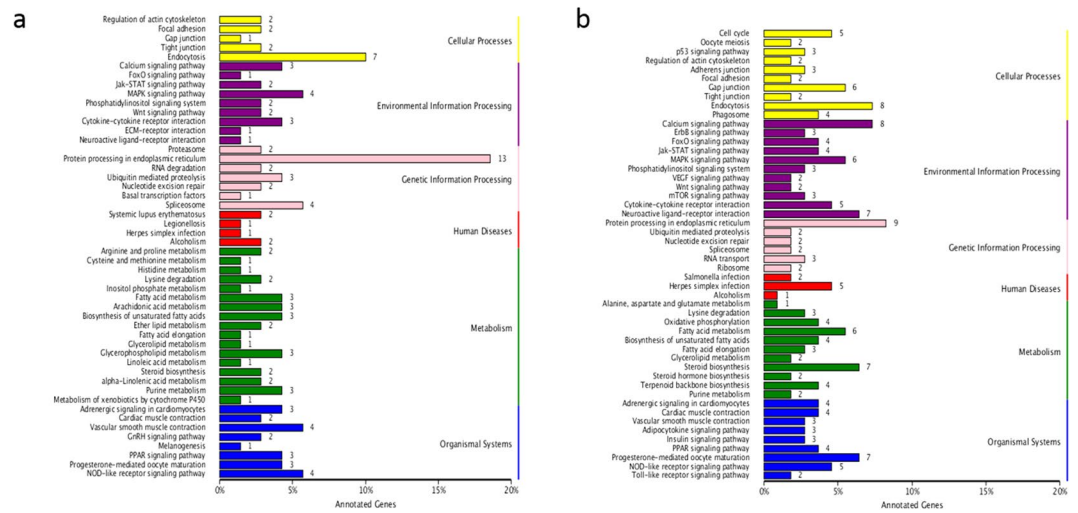 a
Regulation of actin cytoskeleton 2
Focal adhesion 2
Gap junction 1
Tight junction 2
Endocytosis 7
Cellular Processes
Calcium signaling pathway 3
FoxO signaling pathway 1
Jak-STAT signaling pathway 2
MAPK signaling pathway 4
Phosphatidylinositol signaling system 2
Wnt signaling pathway 2
Cytokine-cytokine receptor interaction 3
ECM-receptor interaction 1
Neuroactive ligand-receptor interaction 1
Environmental Information Processing
Proteasome 2
Protein processing in endoplasmic reticulum 13
RNA degradation 2
Ubiquitin mediated proteolysis 3
Nucleotide excision repair 2
Basal transcription factors 1
Spliceosome 4
Genetic Information Processing
Systemic lupus erythematosus 2
Legionellosis 1
Herpes simplex infection 1
Alcoholism 2
Human Diseases
Arginine and proline metabolism 2
Cysteine and methionine metabolism 1
Histidine metabolism 1
Lysine degradation 2
Inositol phosphate metabolism 1
Fatty acid metabolism 3
Arachidonic acid metabolism 3
Biosynthesis of unsaturated fatty acids 3
Ether lipid metabolism 2
Fatty acid elongation 1
Glycerolipid metabolism 1
Glycerophospholipid metabolism 3
Linoleic acid metabolism 1
Steroid biosynthesis 2
alpha-Linolenic acid metabolism 2
Purine metabolism 3
Metabolism of xenobiotics by cytochrome P450 1
Metabolism
Adrenergic signaling in cardiomyocytes 3
Cardiac muscle contraction 2
Vascular smooth muscle contraction 4
GnRH signaling pathway 2
Melanogenesis 1
PPAR signaling pathway 3
Progesterone-mediated oocyte maturation 3
NOD-like receptor signaling pathway 4
Organismal Systems
0% 5% 10% 15% 20%
Annotated Genes
b
Cell cycle 5
Oocyte meiosis 2
p53 signaling pathway 3
Regulation of actin cytoskeleton 2
Adherens junction 3
Focal adhesion 2
Gap junction 6
Tight junction 2
Endocytosis 8
Phagosome 4
Cellular Processes
Calcium signaling pathway 8
ErbB signaling pathway 3
FoxO signaling pathway 4
Jak-STAT signaling pathway 4
MAPK signaling pathway 6
Phosphatidylinositol signaling system 3
VEGF signaling pathway 2
Wnt signaling pathway 2
mTOR signaling pathway 3
Cytokine-cytokine receptor interaction 5
Neuroactive ligand-receptor interaction 7
Environmental Information Processing
Protein processing in endoplasmic reticulum 9
Ubiquitin mediated proteolysis 2
Nucleotide excision repair 2
Spliceosome 2
RNA transport 3
Ribosome 2
Genetic Information Processing
Salmonella infection 2
Herpes simplex infection 5
Alcoholism 1
Human Diseases
Alanine, aspartate and glutamate metabolism 1
Lysine degradation 3
Oxidative phosphorylation 4
Fatty acid metabolism 6
Biosynthesis of unsaturated fatty acids 4
Fatty acid elongation 3
Glycerolipid metabolism 2
Steroid biosynthesis 7
Steroid hormone biosynthesis 2
Terpenoid backbone biosynthesis 4
Purine metabolism 2
Metabolism
Adrenergic signaling in cardiomyocytes 4
Cardiac muscle contraction 4
Vascular smooth muscle contraction 3
Adipocytokine signaling pathway 3
Insulin signaling pathway 3
PPAR signaling pathway 4
Progesterone-mediated oocyte maturation 7
NOD-like receptor signaling pathway 5
Toll-like receptor signaling pathway 2
Organismal Systems
0% 5% 10% 15% 20%
Annotated Genes